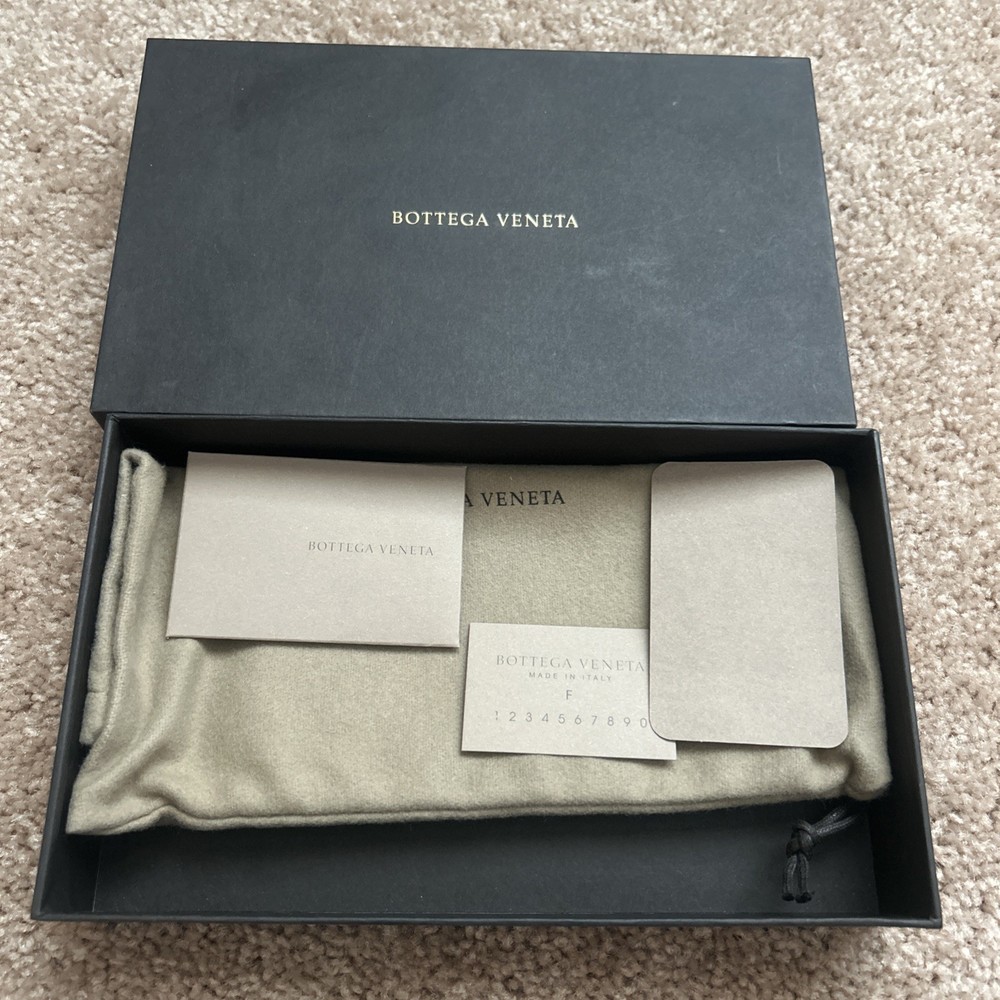 BOTTEGA VENETA
A VENETA
BOTTEGA VENETA
BOTTEGA VENETA
MADE IN ITALY
F
1 2 3 4 5 6 7 8 9 0